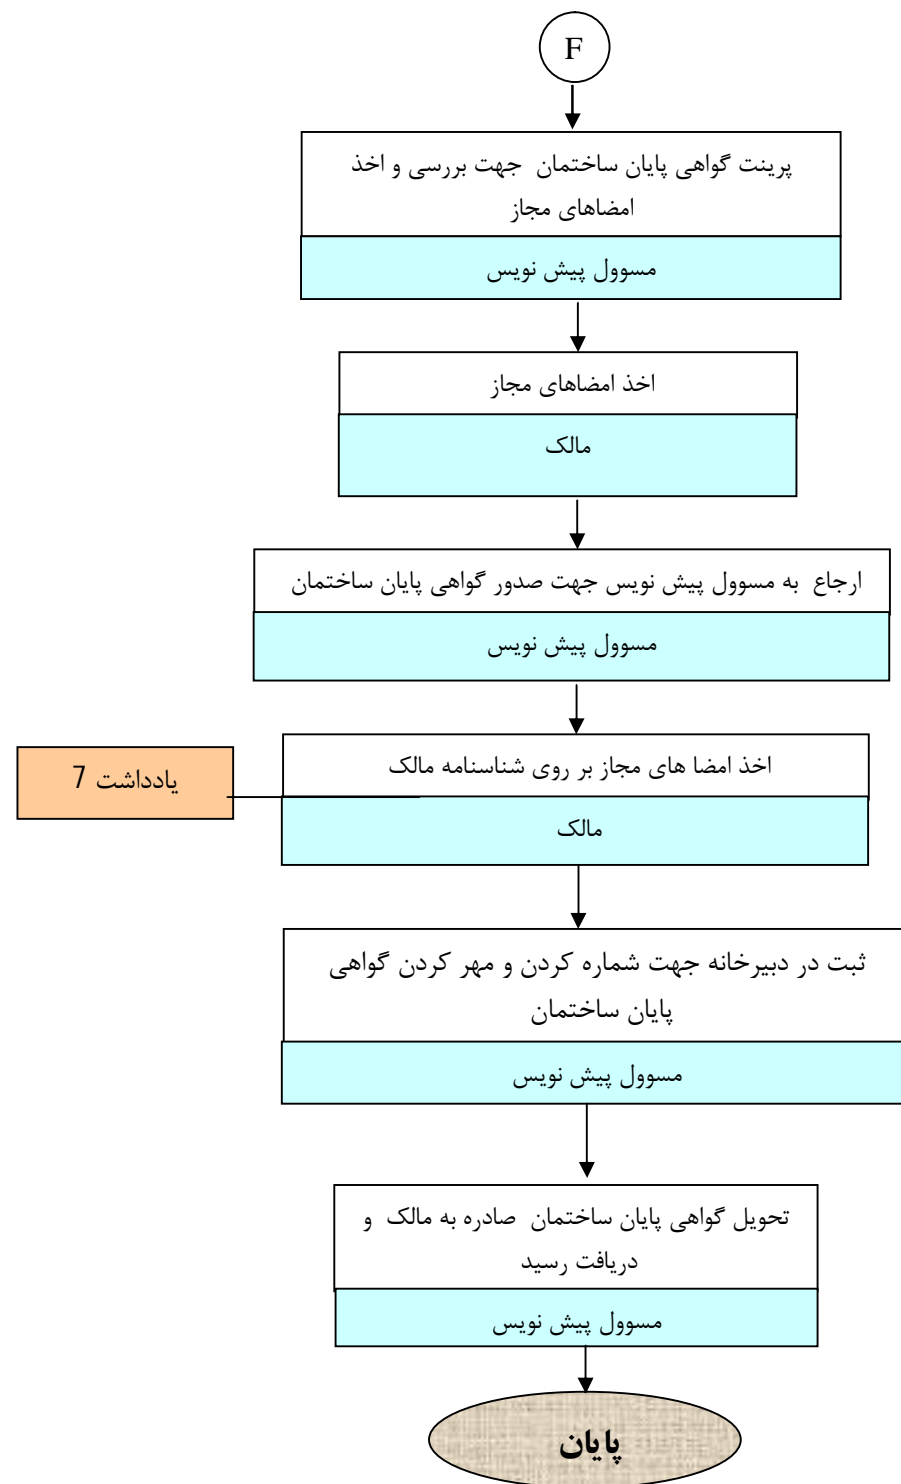 F
پرینت گواهی پایان ساختمان جهت بررسی و اخذ
امضاهای مجاز
مسوول پیش نویس
اخذ امضاهای مجاز
مالک
ارجاع به مسوول پیش نویس جهت صدور گواهی پایان ساختمان
مسوول پیش نویس
اخذ امضا های مجاز بر روی شناسنامه مالک
یادداشت 7
مالک
ثبت در دبیرخانه جهت شماره کردن و مهر کردن گواهی
پایان ساختمان
مسوول پیش نویس
تحویل گواهی پایان ساختمان صادره به مالک و
دریافت رسید
مسوول پیش نویس
پایان